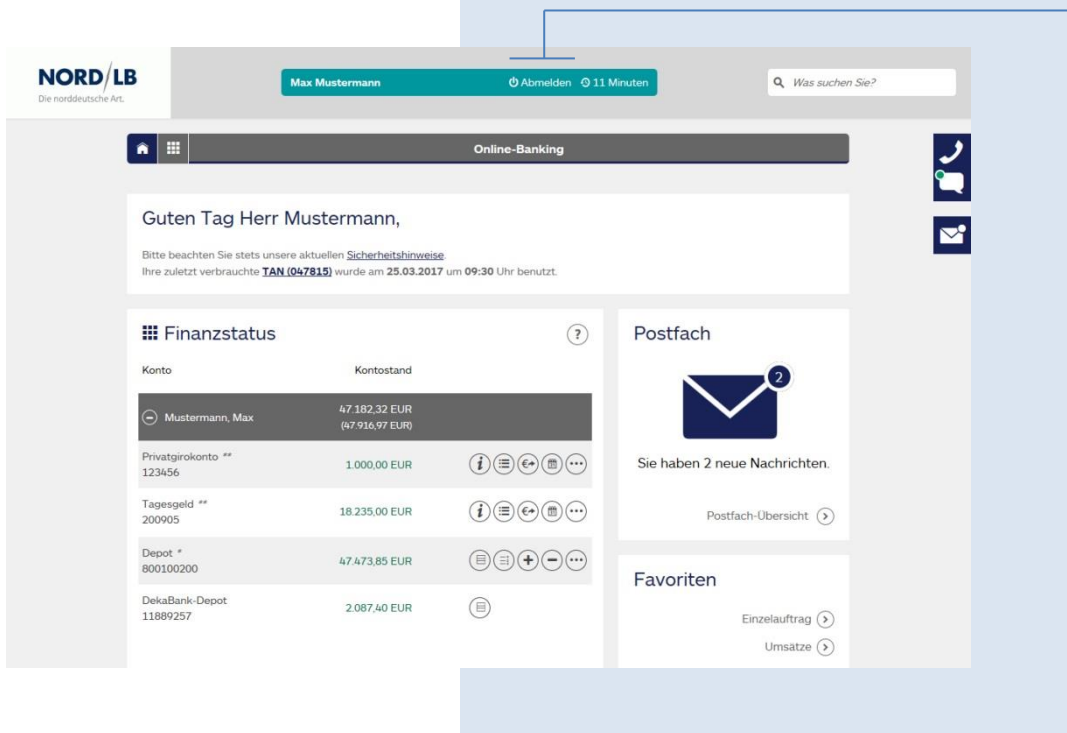 NORD/LB
Die norddeutsche Art.
Max Mustermann
Abmelden 11 Minuten
Was suchen Sie?
Online-Banking
Guten Tag Herr Mustermann,
Bitte beachten Sie stets unsere aktuellen Sicherheitshinweise.
Ihre zuletzt verbrauchte TAN (047815) wurde am 25.03.2017 um 09:30 Uhr benutzt.
Finanzstatus ?
Konto Kontostand
Mustermann, Max 47.182,32 EUR
(47.916,97 EUR)
Privatgirokonto **
123456
1.000,00 EUR
Tagesgeld **
200905
18.235,00 EUR
Depot *
800100200
47.473,85 EUR
DekaBank-Depot
11889257
2.087,40 EUR
Postfach
2
Sie haben 2 neue Nachrichten.
Postfach-Übersicht
Favoriten
Einzelauftrag
Umsätze